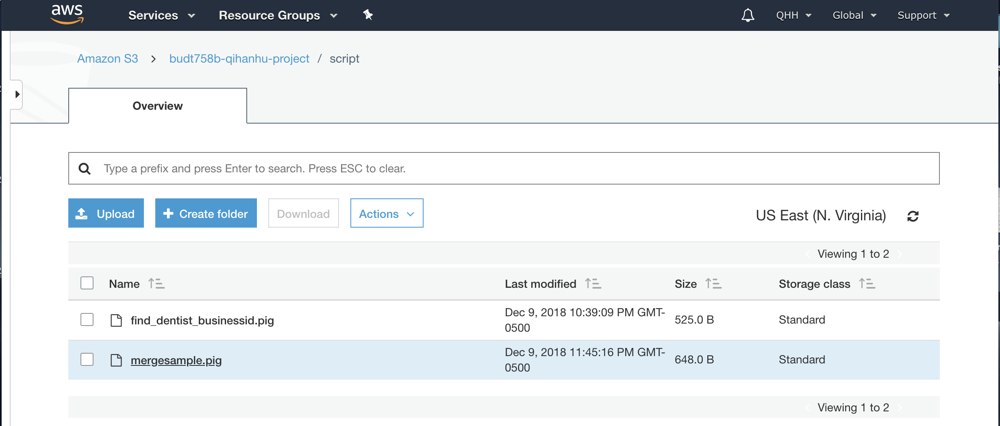 aws Services Resource Groups QHH Global Support
Amazon S3 > budt758b-qihanhu-project / script
Overview
Type a prefix and press Enter to search. Press ESC to clear.
Upload Create folder Download Actions US East (N. Virginia)
Viewing 1 to 2
Name Last modified Size Storage class
find_dentist_businessid.pig Dec 9, 2018 10:39:09 PM GMT-
0500 525.0 B Standard
mergesample.pig Dec 9, 2018 11:45:16 PM GMT-
0500 648.0 B Standard
Viewing 1 to 2